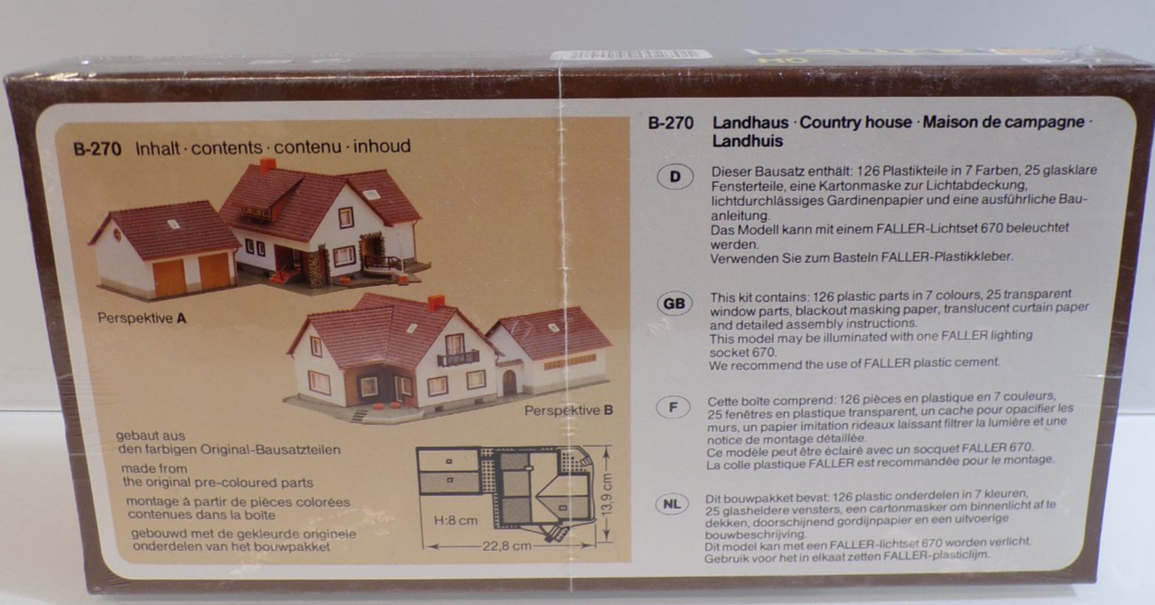 HO
B-270 Inhalt · contents · contenu · inhoud
Perspektive A
Perspektive B
gebaut aus
den farbigen Original-Bausatzteilen
made from
the original pre-coloured parts
montage à partir de pièces colorées
contenues dans la boîte
gebouwd met de gekleurde originele
onderdelen van het bouwpakket
H:8 cm
22,8 cm
13,9 cm
B-270 Landhaus · Country house · Maison de campagne ·
Landhuis
D
Dieser Bausatz enthält: 126 Plastikteile in 7 Farben, 25 glasklare
Fensterteile, eine Kartonmaske zur Lichtabdeckung,
lichtdurchlässiges Gardinenpapier und eine ausführliche Bau-
anleitung.
Das Modell kann mit einem FALLER-Lichtset 670 beleuchtet
werden.
Verwenden Sie zum Basteln FALLER-Plastikkleber.
GB
This kit contains: 126 plastic parts in 7 colours, 25 transparent
window parts, blackout masking paper, translucent curtain paper
and detailed assembly instructions.
This model may be illuminated with one FALLER lighting
socket 670.
We recommend the use of FALLER plastic cement.
F
Cette boîte comprend: 126 pièces en plastique en 7 couleurs,
25 fenêtres en plastique transparent, un cache pour opacifier les
murs, un papier imitation rideaux laissant filtrer la lumière et une
notice de montage détaillée.
Ce modèle peut être éclairé avec un socquet FALLER 670.
La colle plastique FALLER est recommandée pour le montage.
NL
Dit bouwpakket bevat: 126 plastic onderdelen in 7 kleuren,
25 glasheldere vensters, een cartonmasker om binnenlicht af te
dekken, doorschijnend gordijnpapier en een uitvoerige
bouwbeschrijving.
Dit model kan met een FALLER-lichtset 670 worden verlicht.
Gebruik voor het in elkaat zetten FALLER-plasticlijm.